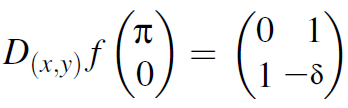 $D_{(x,y)} f \begin{pmatrix} \pi \\ 0 \end{pmatrix} = \begin{pmatrix} 0 & 1 \\ 1 & -\delta \end{pmatrix}$